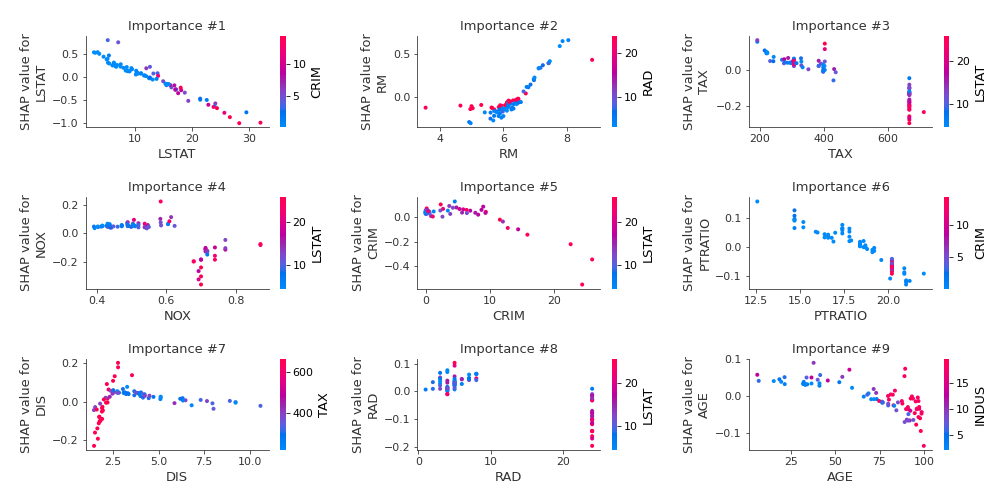 Importance #1
SHAP value for
LSTAT
0.5
0.0
−0.5
−1.0
10
20
30
LSTAT
10
5
CRIM
Importance #2
SHAP value for
RM
0.5
0.0
4
6
8
RM
20
10
RAD
Importance #3
SHAP value for
TAX
0.0
−0.2
200
400
600
TAX
20
10
LSTAT
Importance #4
SHAP value for
NOX
0.2
0.0
−0.2
0.4
0.6
0.8
NOX
20
10
LSTAT
Importance #5
SHAP value for
CRIM
0.0
−0.2
−0.4
0
10
20
CRIM
20
10
LSTAT
Importance #6
SHAP value for
PTRATIO
0.1
0.0
−0.1
12.5
15.0
17.5
20.0
PTRATIO
10
5
CRIM
Importance #7
SHAP value for
DIS
0.2
0.0
−0.2
2.5
5.0
7.5
10.0
DIS
600
400
TAX
Importance #8
SHAP value for
RAD
0.1
0.0
−0.1
−0.2
0
10
20
RAD
20
10
LSTAT
Importance #9
SHAP value for
AGE
0.1
0.0
−0.1
25
50
75
100
AGE
15
10
5
INDUS